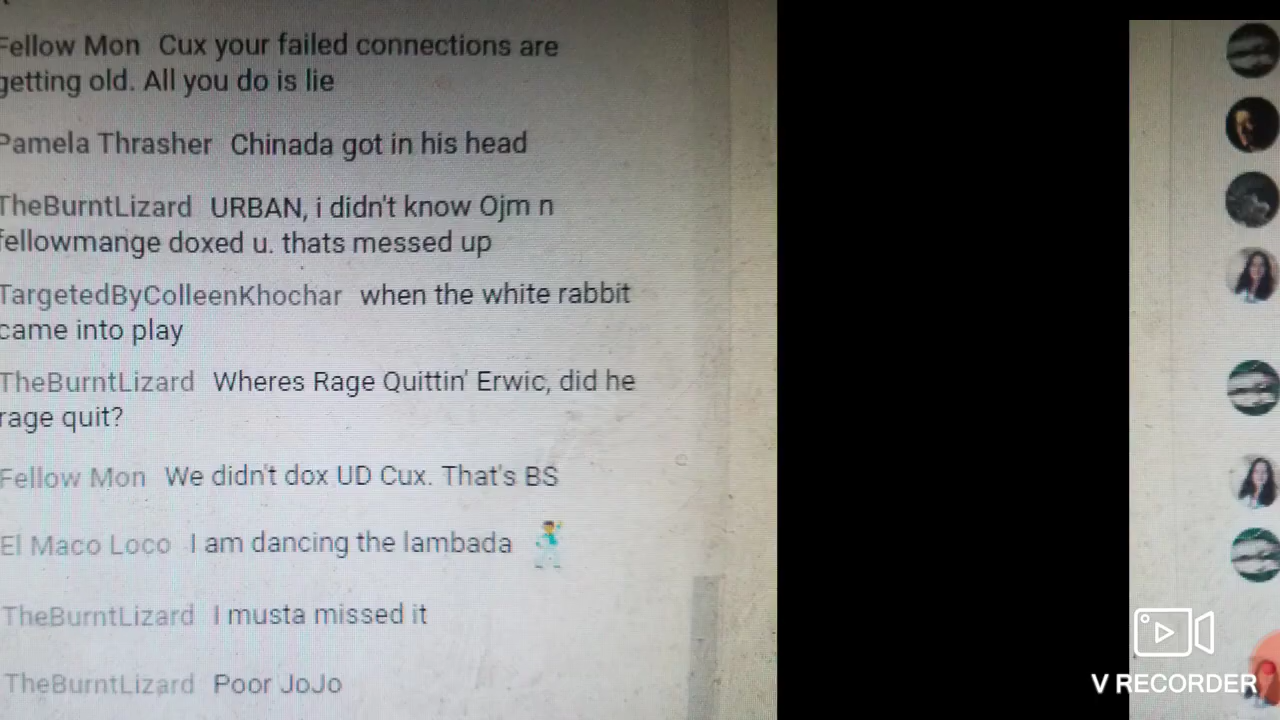 Fellow Mon Cux your failed connections are
getting old. All you do is lie
Pamela Thrasher Chinada got in his head
TheBurntLizard URBAN, i didn't know Ojm n
fellowmange doxed u. thats messed up
TargetedByColleenKhochar when the white rabbit
came into play
TheBurntLizard Wheres Rage Quittin' Erwic, did he
rage quit?
Fellow Mon We didn't dox UD Cux. That's BS
El Maco Loco I am dancing the lambada
TheBurntLizard I musta missed it
TheBurntLizard Poor JoJo
V RECORDER